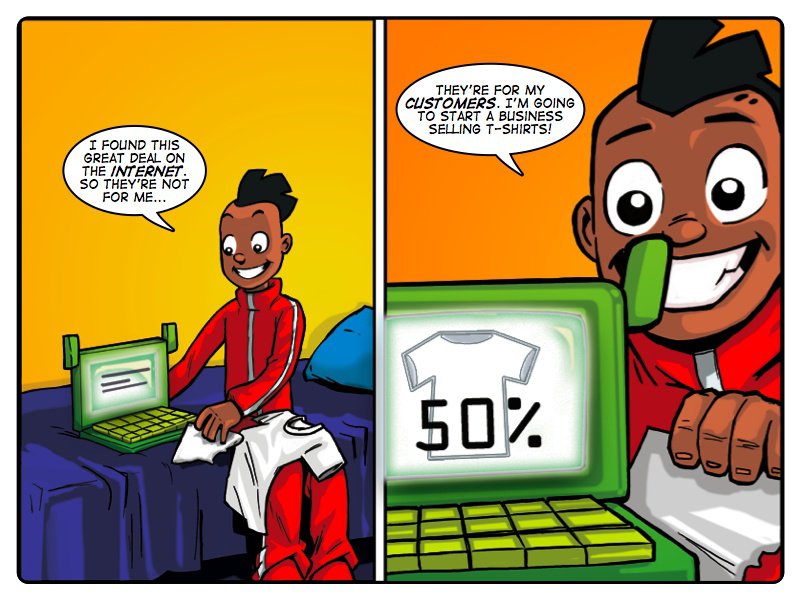 I FOUND THIS
GREAT DEAL ON
THE INTERNET.
SO THEY'RE NOT
FOR ME...
THEY'RE FOR MY
CUSTOMERS. I'M GOING
TO START A BUSINESS
SELLING T-SHIRTS!
50%